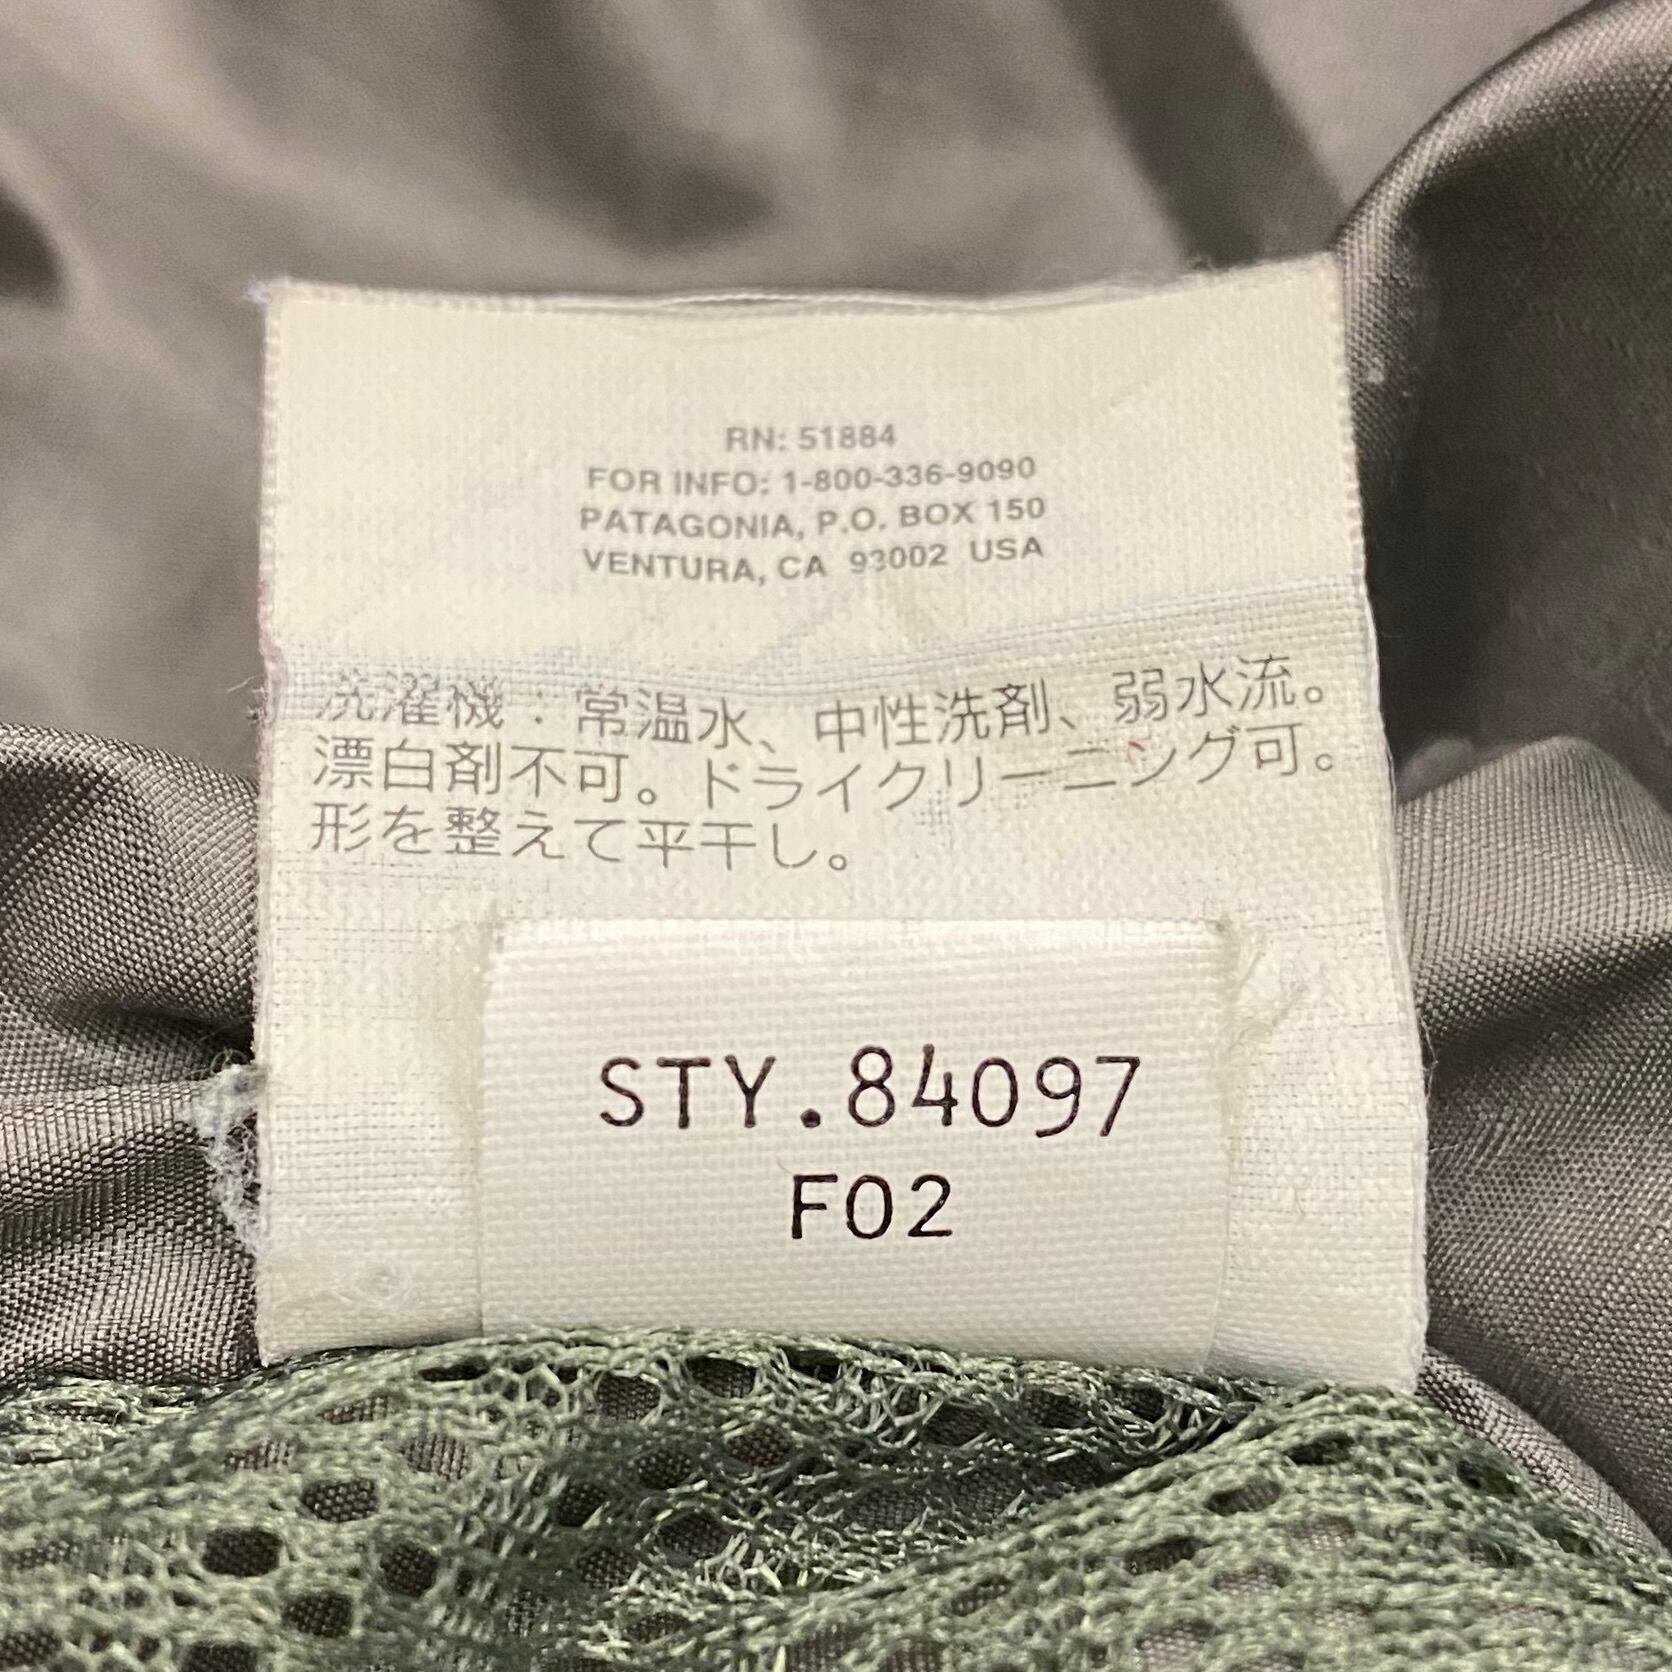 RN: 51884
FOR INFO: 1-800-336-9090
PATAGONIA, P.O. BOX 150
VENTURA, CA 93002 USA
洗濯機：常温水、中性洗剤、弱水流。
漂白剤不可。ドライクリーニング可。
形を整えて平干し。
STY.84097
F02